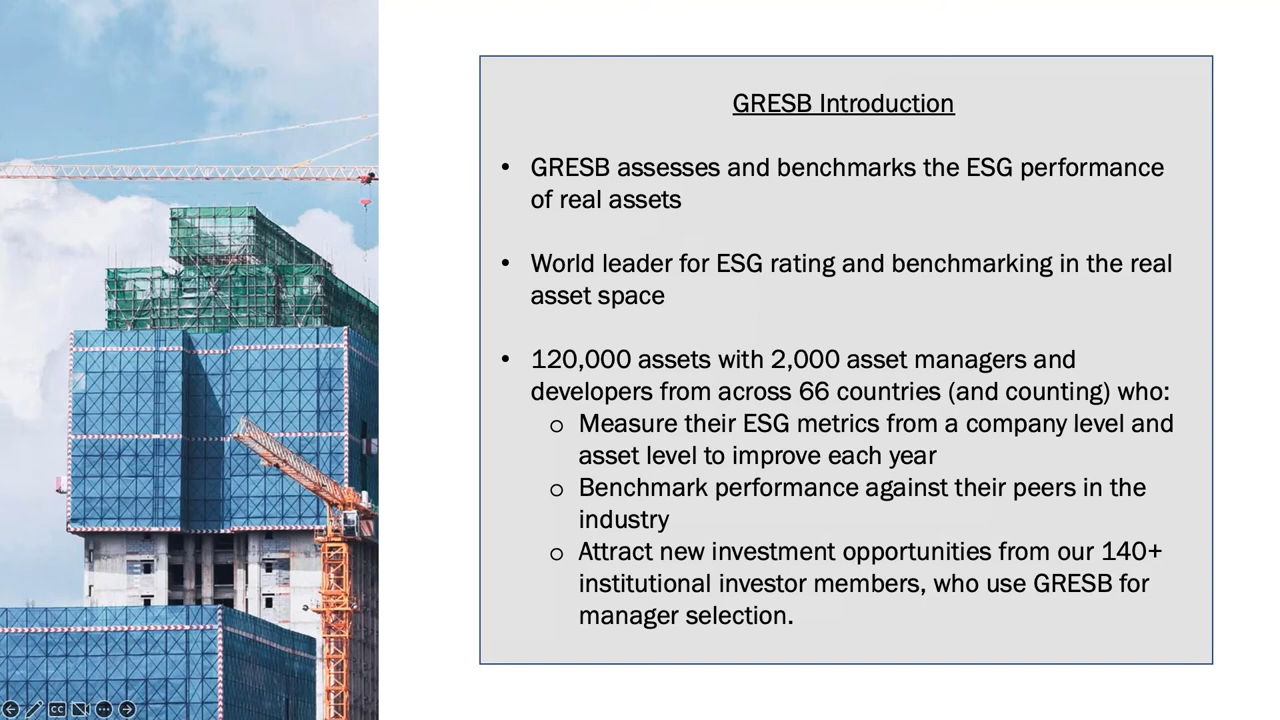 GRESB Introduction
• GRESB assesses and benchmarks the ESG performance
of real assets
• World leader for ESG rating and benchmarking in the real
asset space
• 120,000 assets with 2,000 asset managers and
developers from across 66 countries (and counting) who:
o Measure their ESG metrics from a company level and
asset level to improve each year
o Benchmark performance against their peers in the
industry
o Attract new investment opportunities from our 140+
institutional investor members, who use GRESB for
manager selection.
CC